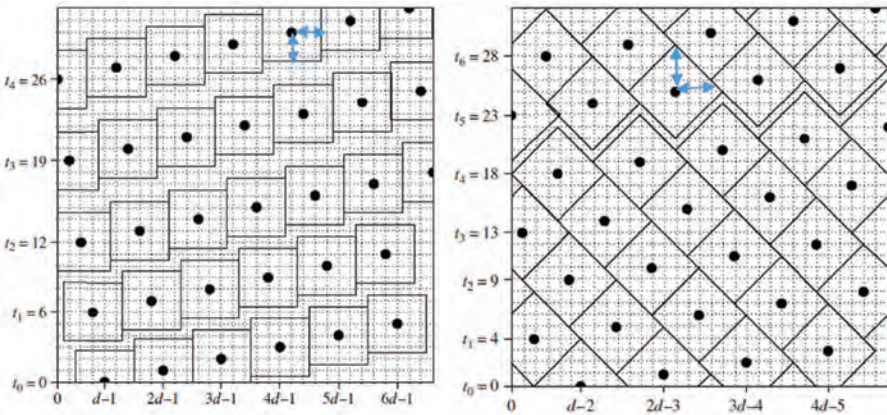 t₄ = 26
t₃ = 19
t₂ = 12
t₁ = 6
t₀ = 0
0 d–1 2d–1 3d–1 4d–1 5d–1 6d–1
t₆ = 28
t₅ = 23
t₄ = 18
t₃ = 13
t₂ = 9
t₁ = 4
t₀ = 0
0 d–2 2d–3 3d–4 4d–5